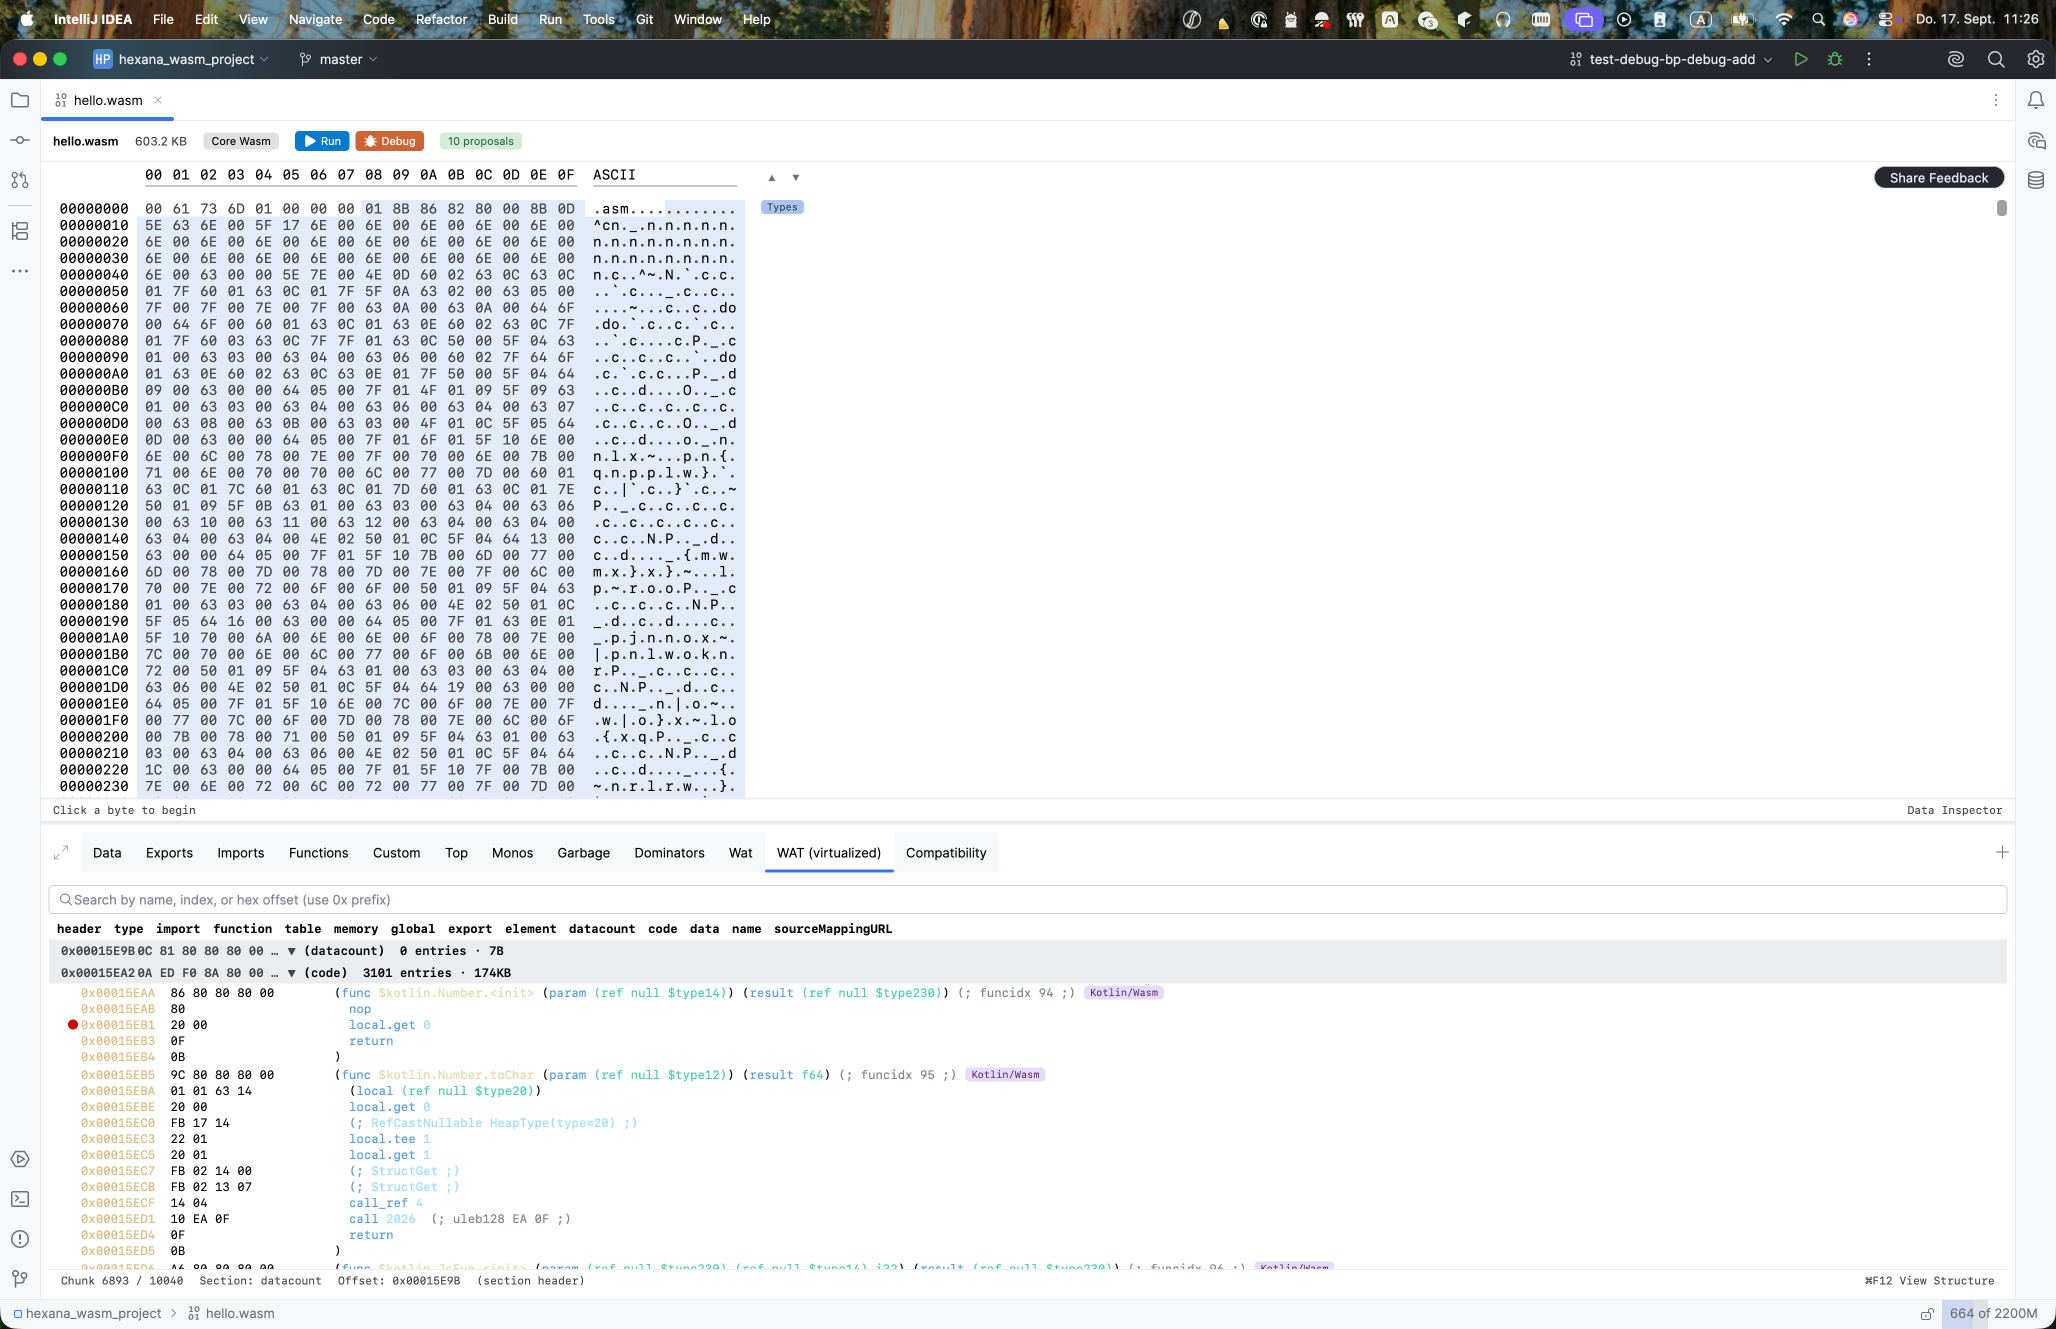 IntelliJ IDEA File Edit View Navigate Code Refactor Build Run Tools Git Window Help Do. 17. Sept. 11:26
HP hexana_wasm_project master test-debug-bp-debug-add
hello.wasm
hello.wasm 603.2 KB Core Wasm Run Debug 10 proposals
00 01 02 03 04 05 06 07 08 09 0A 0B 0C 0D 0E 0F ASCII
Share Feedback
Types
00000000 00 61 73 6D 01 00 00 00 01 8B 86 82 80 00 8B 0D .asm............
00000010 5E 63 6E 00 5F 17 6E 00 6E 00 6E 00 6E 00 6E 00 ^cn._.n.n.n.n.n.
00000020 6E 00 6E 00 6E 00 6E 00 6E 00 6E 00 6E 00 6E 00 n.n.n.n.n.n.n.n.
00000030 6E 00 6E 00 6E 00 6E 00 6E 00 6E 00 6E 00 6E 00 n.n.n.n.n.n.n.n.
00000040 6E 00 63 00 00 5E 7E 00 4E 0D 60 02 63 0C 63 0C n.c..^~.N.`.c.c.
00000050 01 7F 60 01 63 0C 01 7F 5F 0A 63 02 00 63 05 00 ..`.c..._.c..c..
00000060 7F 00 7F 00 7E 00 7F 00 63 0A 00 63 0A 00 64 6F ....~...c..c..do
00000070 00 64 6F 00 60 01 63 0C 01 63 0E 60 02 63 0C 7F .do.`.c..c.`.c..
00000080 01 7F 60 03 63 0C 7F 7F 01 63 0C 50 00 5F 04 63 ..`.c....c.P._.c
00000090 01 00 63 03 00 63 04 00 63 06 00 60 02 7F 64 6F ..c..c..c..`..do
000000A0 01 63 0E 60 02 63 0C 63 0E 01 7F 50 00 5F 04 64 .c.`.c.c...P._.d
000000B0 09 00 63 00 00 64 05 00 7F 01 4F 01 09 5F 09 63 ..c..d....O.._.c
000000C0 01 00 63 03 00 63 04 00 63 06 00 63 04 00 63 07 ..c..c..c..c..c.
000000D0 00 63 08 00 63 0B 00 63 03 00 4F 01 0C 5F 05 64 .c..c..c..O.._.d
000000E0 0D 00 63 00 00 64 05 00 7F 01 6F 01 5F 10 6E 00 ..c..d....o._.n.
000000F0 6E 00 6C 00 78 00 7E 00 7F 00 70 00 6E 00 7B 00 n.l.x.~...p.n.{.
00000100 71 00 6E 00 70 00 70 00 6C 00 77 00 7D 00 60 01 q.n.p.p.l.w.}.`.
00000110 63 0C 01 7C 60 01 63 0C 01 7D 60 01 63 0C 01 7E c..|`.c..}`.c..~
00000120 50 01 09 5F 0B 63 01 00 63 03 00 63 04 00 63 06 P.._.c..c..c..c.
00000130 00 63 10 00 63 11 00 63 12 00 63 04 00 63 04 00 .c..c..c..c..c..
00000140 63 04 00 63 04 00 4E 02 50 01 0C 5F 04 64 13 00 c..c..N.P.._.d..
00000150 63 00 00 64 05 00 7F 01 5F 10 7B 00 6D 00 77 00 c..d...._.{.m.w.
00000160 6D 00 78 00 7D 00 78 00 7D 00 7E 00 7F 00 6C 00 m.x.}.x.}.~...l.
00000170 70 00 7E 00 72 00 6F 00 6F 00 50 01 09 5F 04 63 p.~.r.o.o.P.._.c
00000180 01 00 63 03 00 63 04 00 63 06 00 4E 02 50 01 0C ..c..c..c..N.P..
00000190 5F 05 64 16 00 63 00 00 64 05 00 7F 01 63 0E 01 _.d..c..d....c..
000001A0 5F 10 70 00 6A 00 6E 00 6E 00 6F 00 78 00 7E 00 _.p.j.n.n.o.x.~.
000001B0 7C 00 70 00 6E 00 6C 00 77 00 6F 00 6B 00 6E 00 |.p.n.l.w.o.k.n.
000001C0 72 00 50 01 09 5F 04 63 01 00 63 03 00 63 04 00 r.P.._.c..c..c..
000001D0 63 06 00 4E 02 50 01 0C 5F 04 64 19 00 63 00 00 c..N.P.._.d..c..
000001E0 64 05 00 7F 01 5F 10 6E 00 7C 00 6F 00 7E 00 7F d...._.n.|.o.~..
000001F0 00 77 00 7C 00 6F 00 7D 00 78 00 7E 00 6C 00 6F .w.|.o.}.x.~.l.o
00000200 00 7B 00 78 00 71 00 50 01 09 5F 04 63 01 00 63 .{.x.q.P.._.c..c
00000210 03 00 63 04 00 63 06 00 4E 02 50 01 0C 5F 04 64 ..c..c..N.P.._.d
00000220 1C 00 63 00 00 64 05 00 7F 01 5F 10 7F 00 7B 00 ..c..d...._...{.
00000230 7E 00 6E 00 72 00 6C 00 72 00 77 00 7F 00 7D 00 ~.n.r.l.r.w...}.
Click a byte to begin Data Inspector
Data Exports Imports Functions Custom Top Monos Garbage Dominators Wat WAT (virtualized) Compatibility
Search by name, index, or hex offset (use 0x prefix)
header type import function table memory global export element datacount code data name sourceMappingURL
0x00015E9B 0C 81 80 80 80 00 … ▼ (datacount) 0 entries · 7B
0x00015EA2 0A ED F0 8A 80 00 … ▼ (code) 3101 entries · 174KB
0x00015EAA 86 80 80 80 00 (func $kotlin.Number.<init> (param (ref null $type14)) (result (ref null $type230)) (; funcidx 94 ;) Kotlin/Wasm
0x00015EAB 80 nop
0x00015EB1 20 00 local.get 0
0x00015EB3 0F return
0x00015EB4 0B )
0x00015EB5 9C 80 80 80 00 (func $kotlin.Number.toChar (param (ref null $type12)) (result f64) (; funcidx 95 ;) Kotlin/Wasm
0x00015EBA 01 01 63 14 (local (ref null $type20))
0x00015EBE 20 00 local.get 0
0x00015EC0 FB 17 14 (; RefCastNullable HeapType(type=20) ;)
0x00015EC3 22 01 local.tee 1
0x00015EC5 20 01 local.get 1
0x00015EC7 FB 02 14 00 (; StructGet ;)
0x00015ECB FB 02 13 07 (; StructGet ;)
0x00015ECF 14 04 call_ref 4
0x00015ED1 10 EA 0F call 2026 (; uleb128 EA 0F ;)
0x00015ED4 0F return
0x00015ED5 0B )
0x00015ED6 A6 80 80 80 00 (func $kotlin.JsFun.<init> (param (ref null $type230) (ref null $type14) i32) (result (ref null $type230)) (; funcidx 96 ;) Kotlin/Wasm
Chunk 6893 / 10040 Section: datacount Offset: 0x00015E9B (section header) ⌘F12 View Structure
hexana_wasm_project > hello.wasm 664 of 2200M